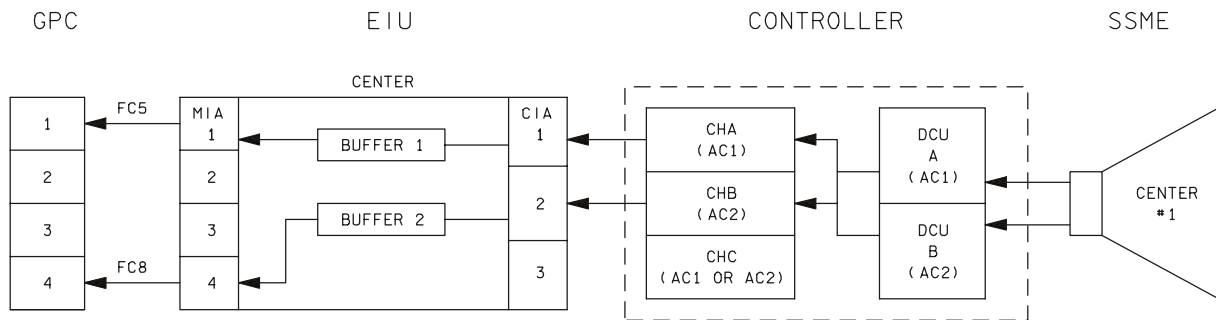 GPC EIU CONTROLLER SSME
CENTER
1
2
3
4
FC5
FC8
MIA
1
2
3
4
BUFFER 1
BUFFER 2
CIA
1
2
3
CHA
(AC1)
CHB
(AC2)
CHC
(AC1 OR AC2)
DCU
A
(AC1)
DCU
B
(AC2)
CENTER
#1